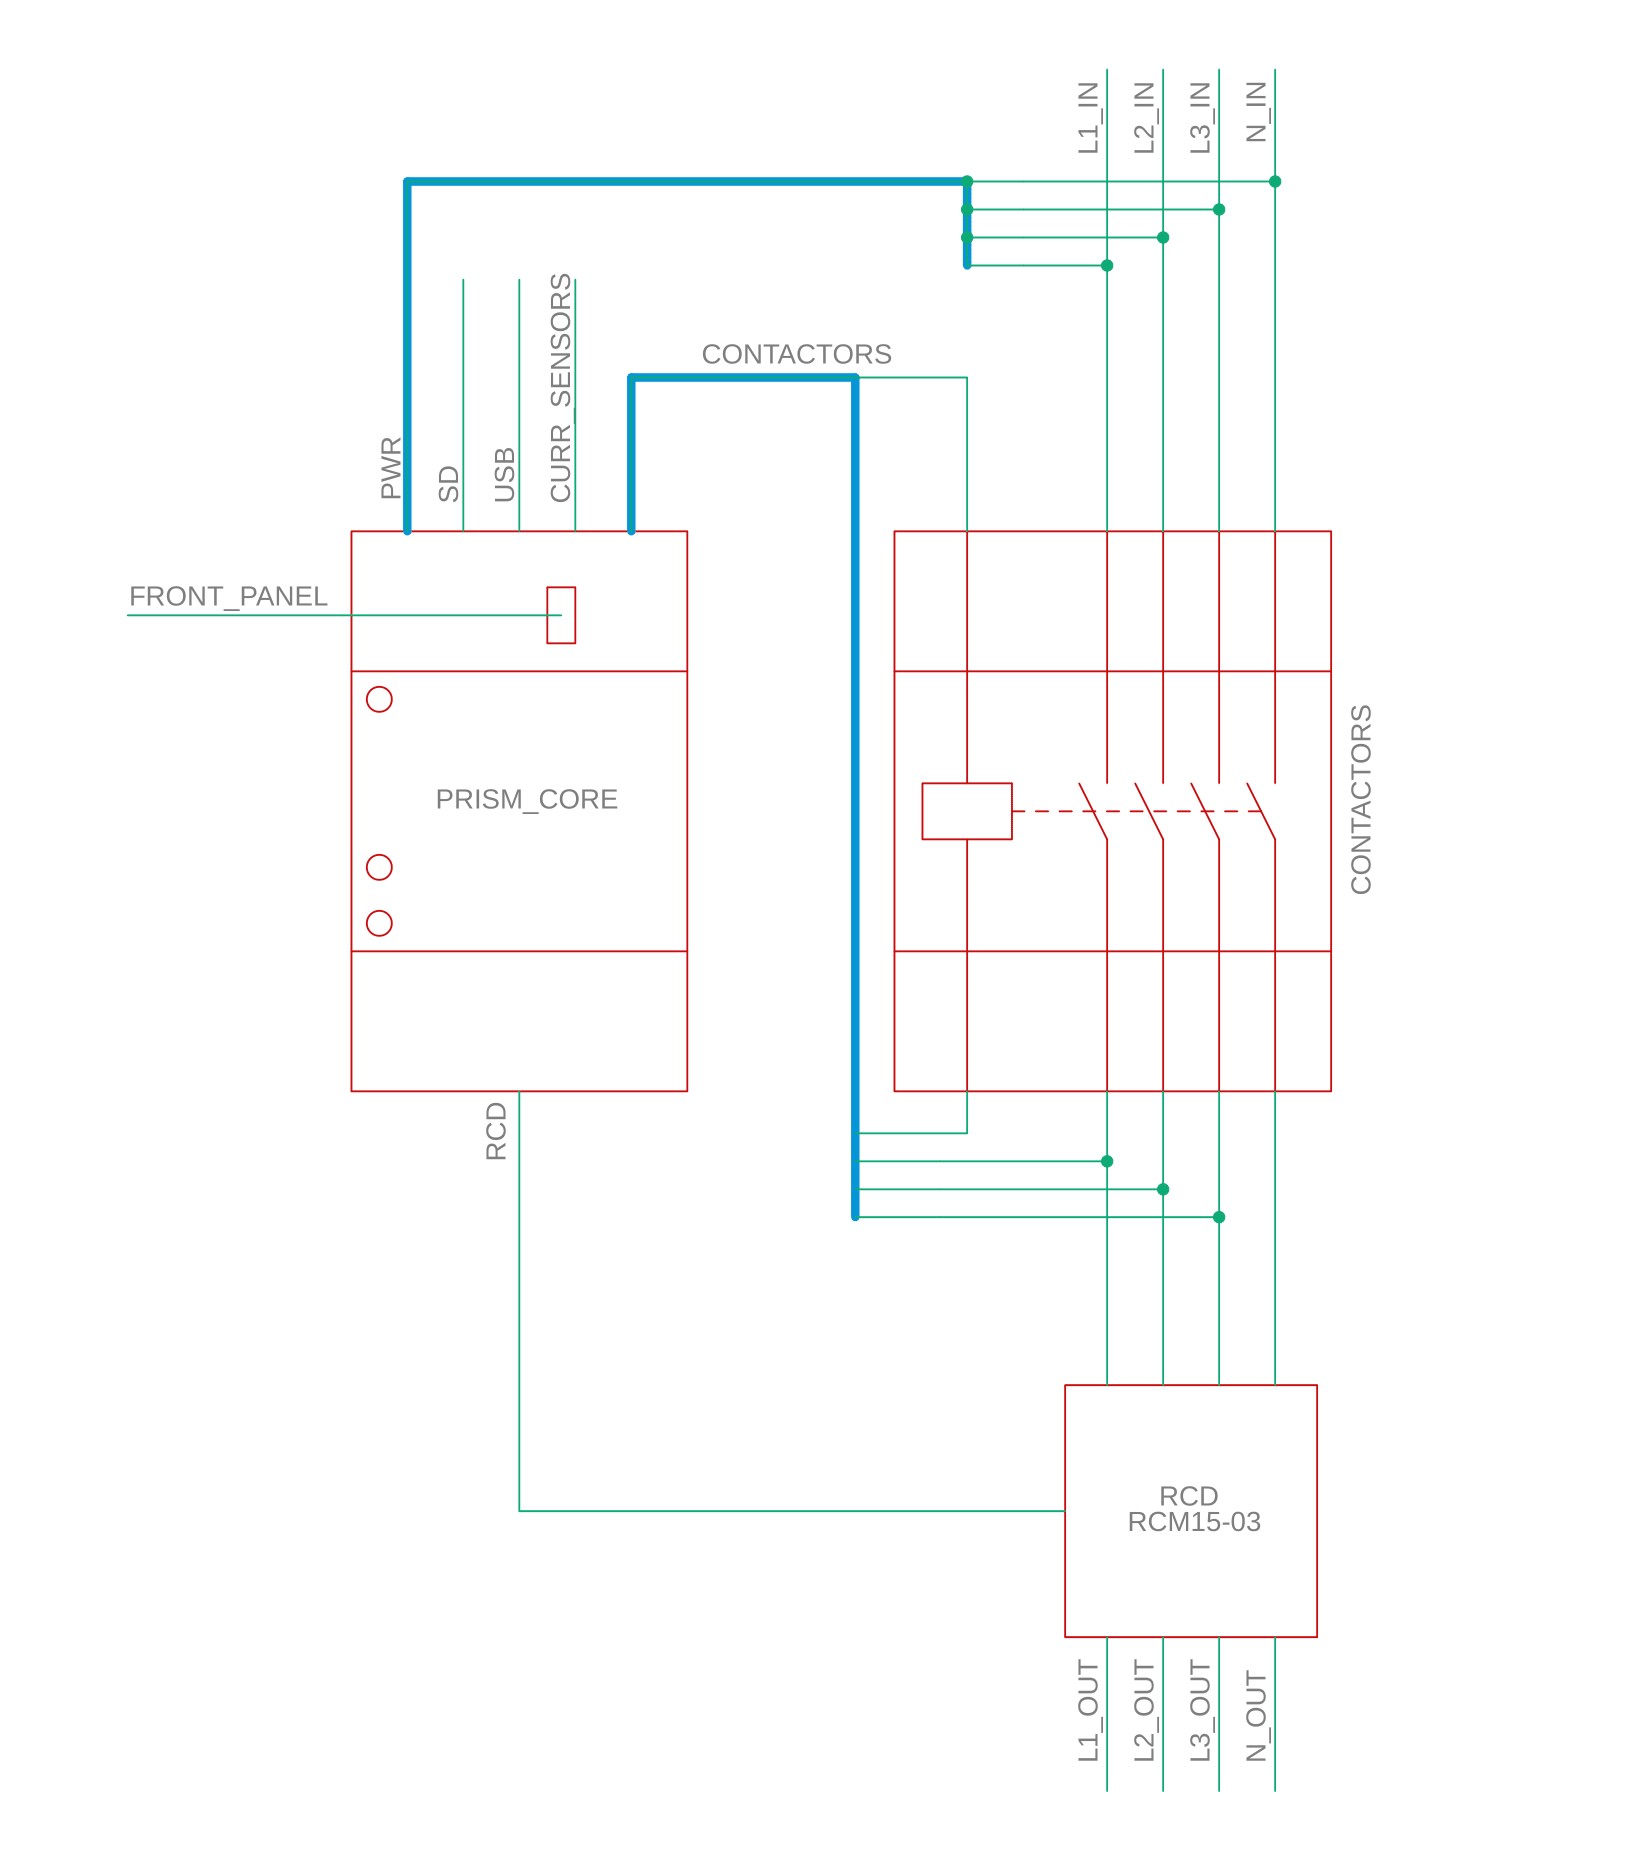 L1_IN
L2_IN
L3_IN
N_IN
CONTACTORS
PWR
SD
USB
CURR_SENSORS
FRONT_PANEL
PRISM_CORE
CONTACTORS
RCD
RCD
RCM15-03
L1_OUT
L2_OUT
L3_OUT
N_OUT